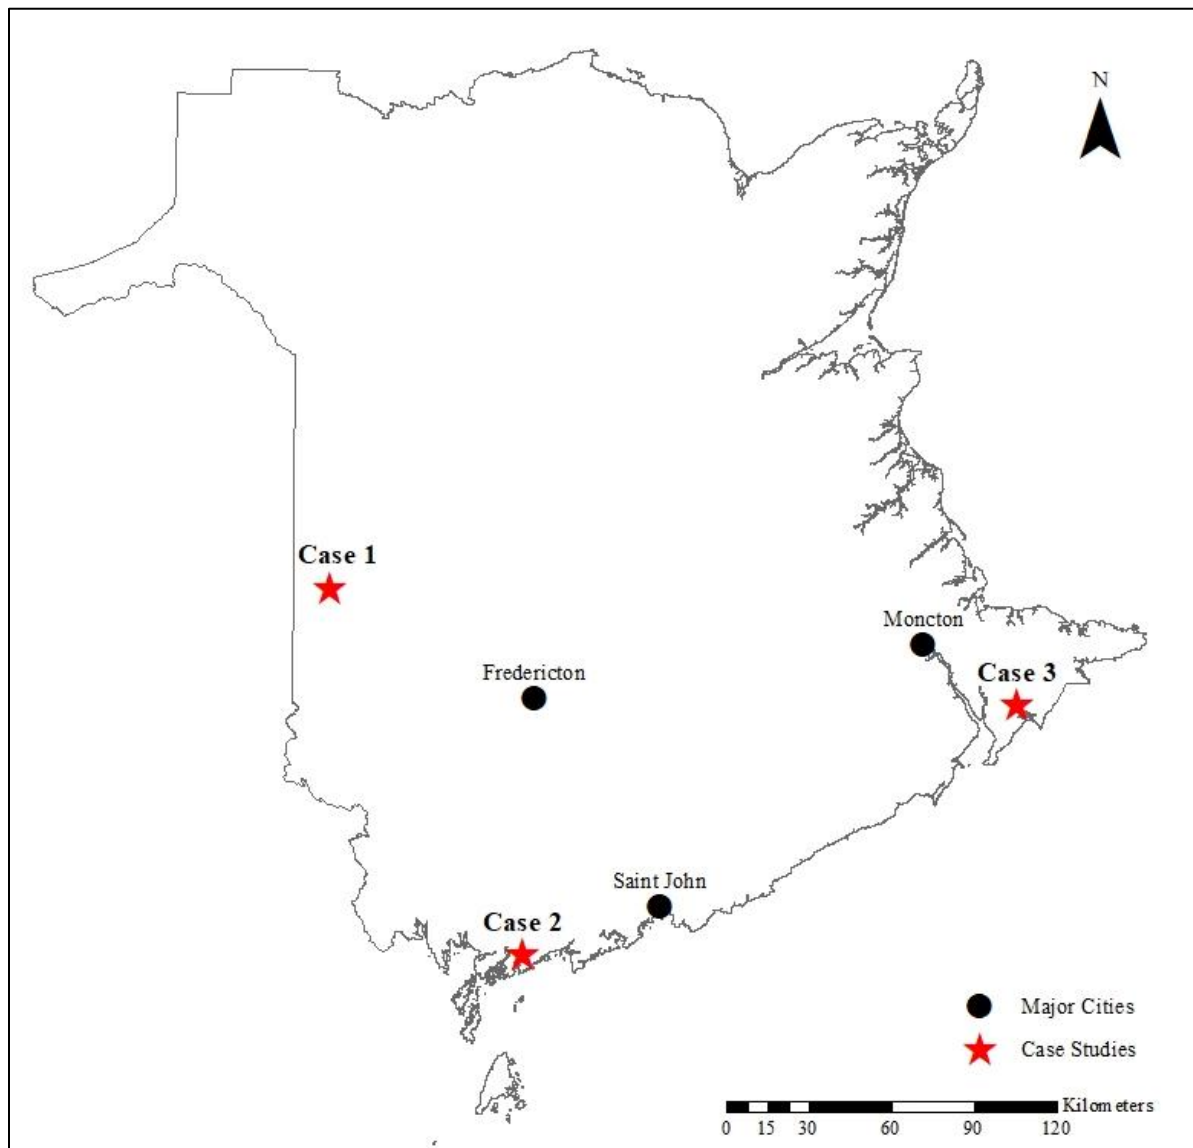 N
Case 1
Moncton
Fredericton
Case 3
Saint John
Case 2
Major Cities
Case Studies
Kilometers
0 15 30 60 90 120